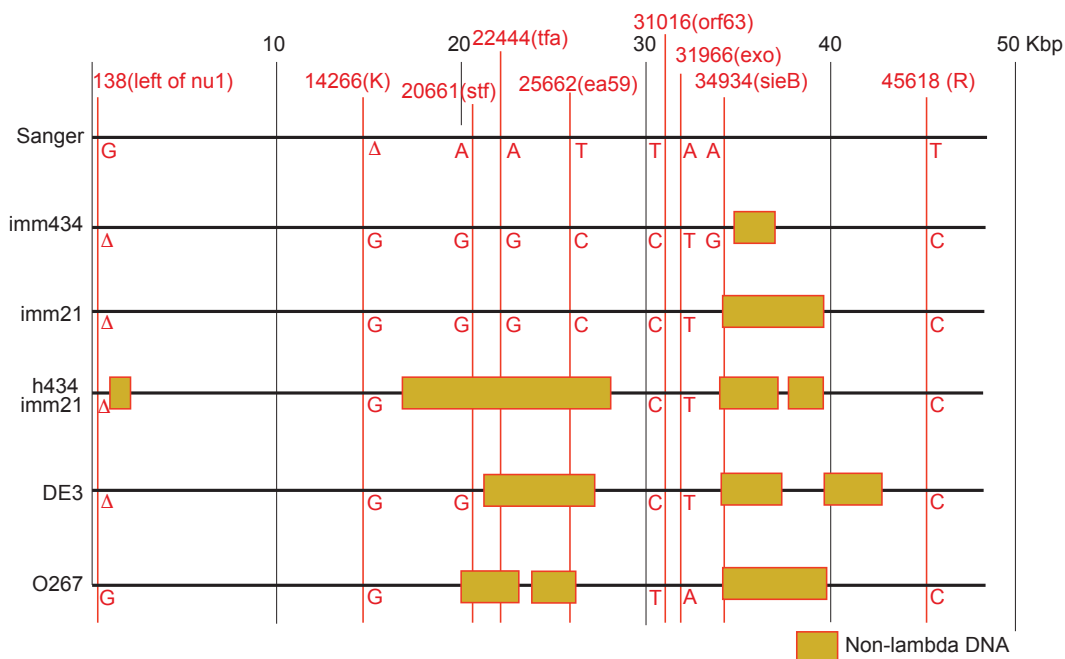 31016(orf63)
10 20 22444(tfa) 30 31966(exo) 40 50 Kbp
138(left of nu1) 14266(K) 20661(stf) 25662(ea59) 34934(sieB) 45618 (R)
Sanger
G Δ A A T T A A T
imm434
Δ G G G C C T G C
imm21
Δ G G G C C T C
h434
imm21
Δ G C T C
DE3
Δ G G C T C
O267
G G T A C
Non-lambda DNA